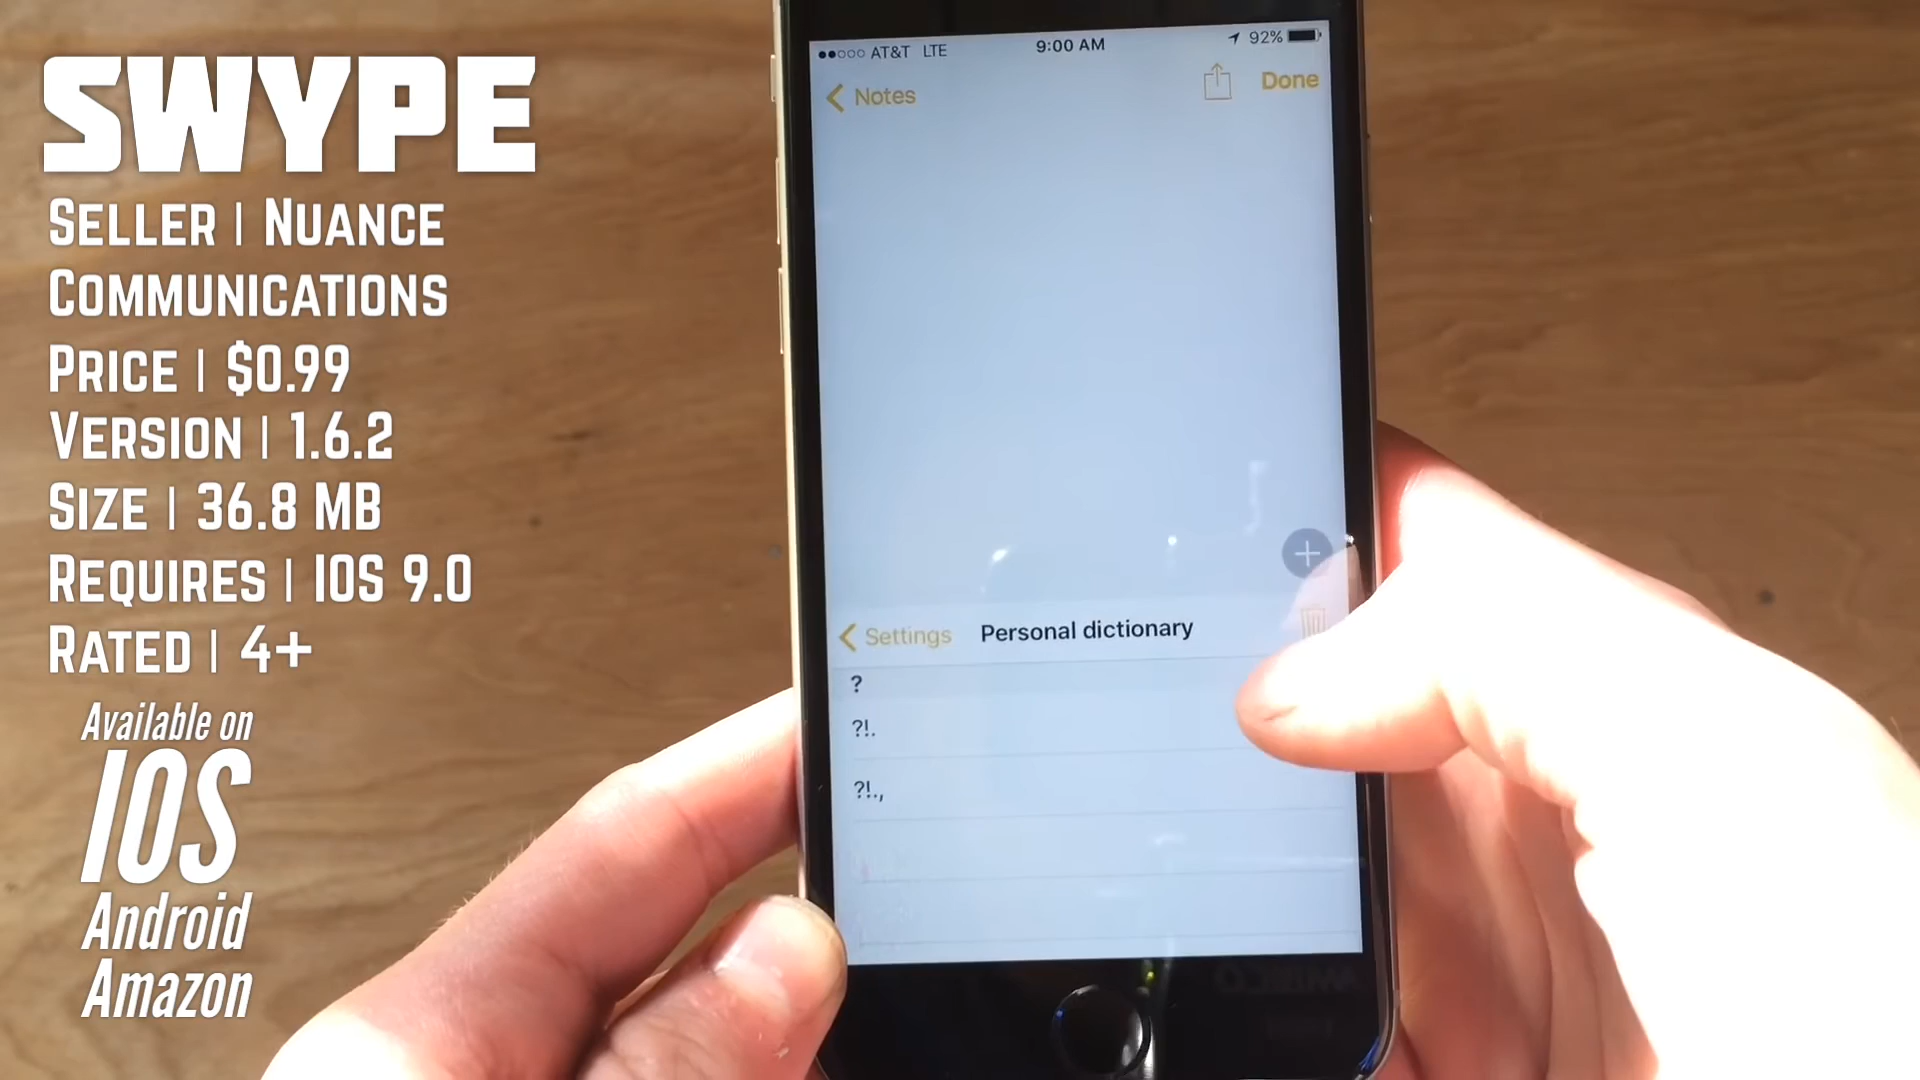 SWYPE
SELLER | NUANCE
COMMUNICATIONS
PRICE | $0.99
VERSION | 1.6.2
SIZE | 36.8 MB
REQUIRES | IOS 9.0
RATED | 4+
Available on
IOS
Android
Amazon
AT&T LTE 9:00 AM 92%
Notes Done
Settings Personal dictionary
?
?!.
?!.,